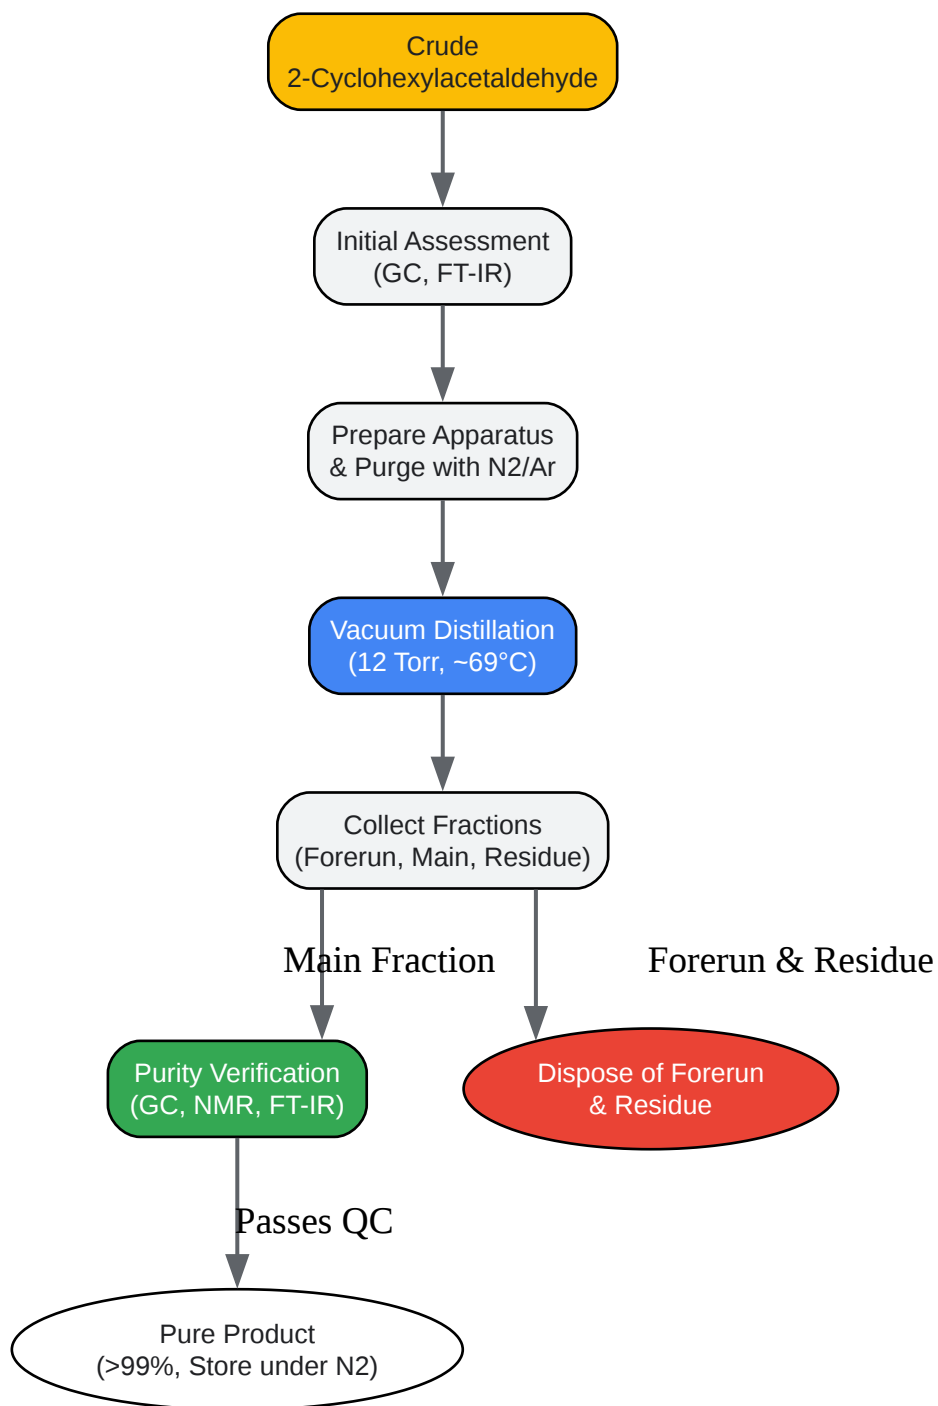 Crude
2-Cyclohexylacetaldehyde
Initial Assessment
(GC, FT-IR)
Prepare Apparatus
& Purge with N2/Ar
Vacuum Distillation
(12 Torr, ~69°C)
Collect Fractions
(Forerun, Main, Residue)
Main Fraction
Forerun & Residue
Purity Verification
(GC, NMR, FT-IR)
Dispose of Forerun
& Residue
Passes QC
Pure Product
(>99%, Store under N2)